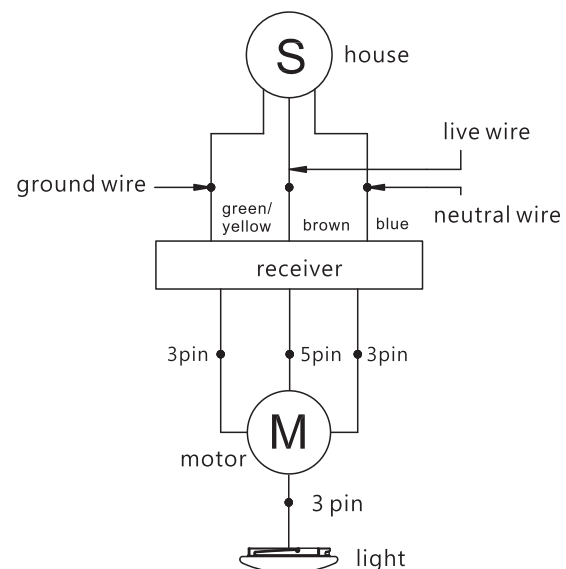 S house
live wire
ground wire
neutral wire
green/
yellow
brown
blue
receiver
3pin
5pin
3pin
M
motor
3 pin
light